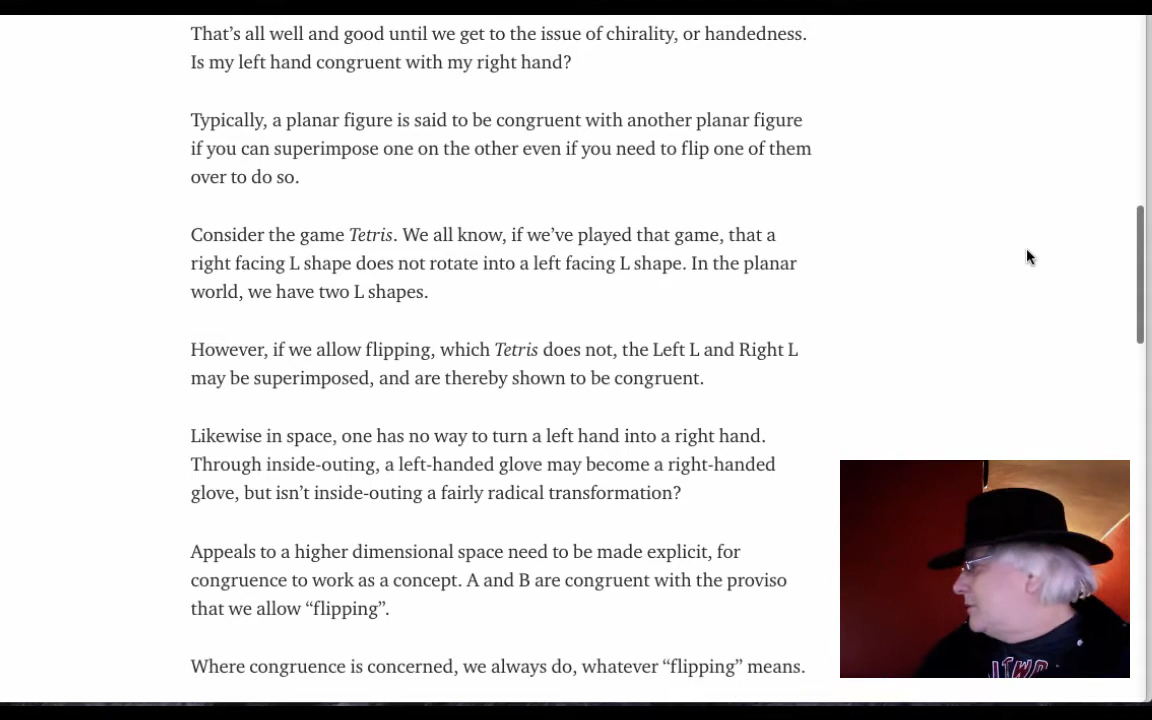 That’s all well and good until we get to the issue of chirality, or handedness.
Is my left hand congruent with my right hand?
Typically, a planar figure is said to be congruent with another planar figure
if you can superimpose one on the other even if you need to flip one of them
over to do so.
Consider the game Tetris. We all know, if we’ve played that game, that a
right facing L shape does not rotate into a left facing L shape. In the planar
world, we have two L shapes.
However, if we allow flipping, which Tetris does not, the Left L and Right L
may be superimposed, and are thereby shown to be congruent.
Likewise in space, one has no way to turn a left hand into a right hand.
Through inside-outing, a left-handed glove may become a right-handed
glove, but isn’t inside-outing a fairly radical transformation?
Appeals to a higher dimensional space need to be made explicit, for
congruence to work as a concept. A and B are congruent with the proviso
that we allow “flipping”.
Where congruence is concerned, we always do, whatever “flipping” means.